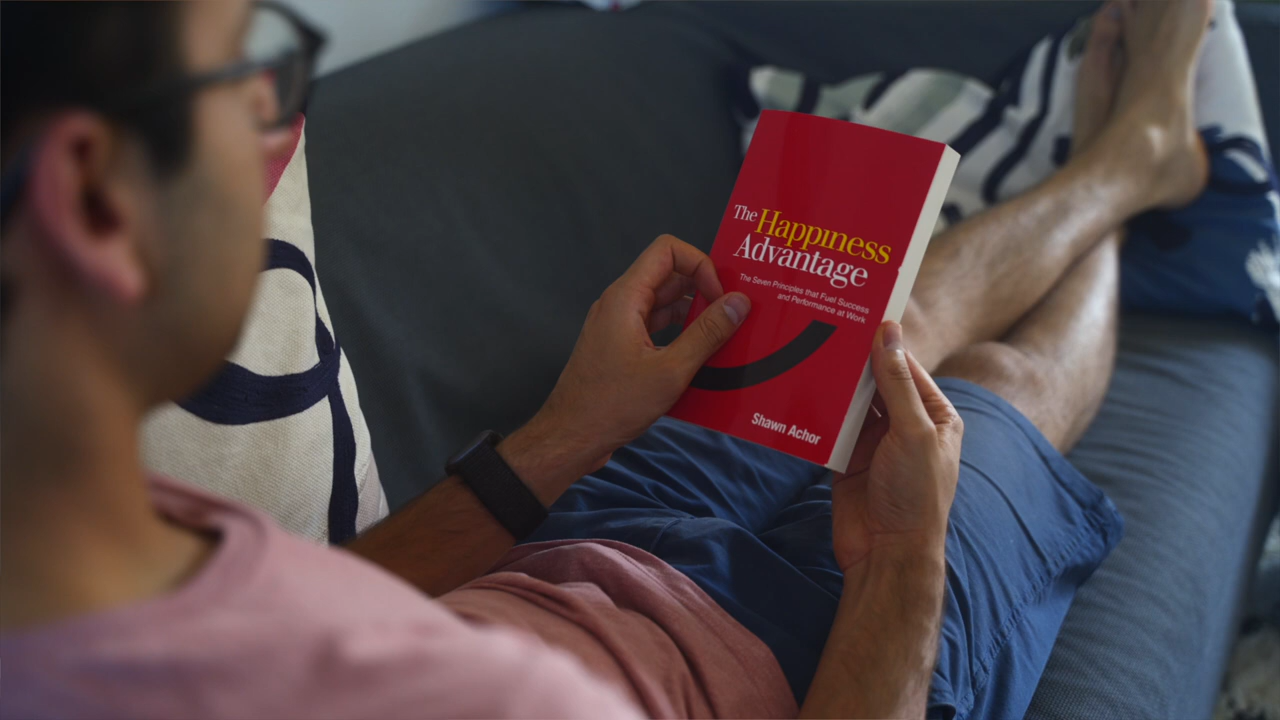 The Happiness
Advantage
The Seven Principles that Fuel Success
and Performance at Work
Shawn Achor